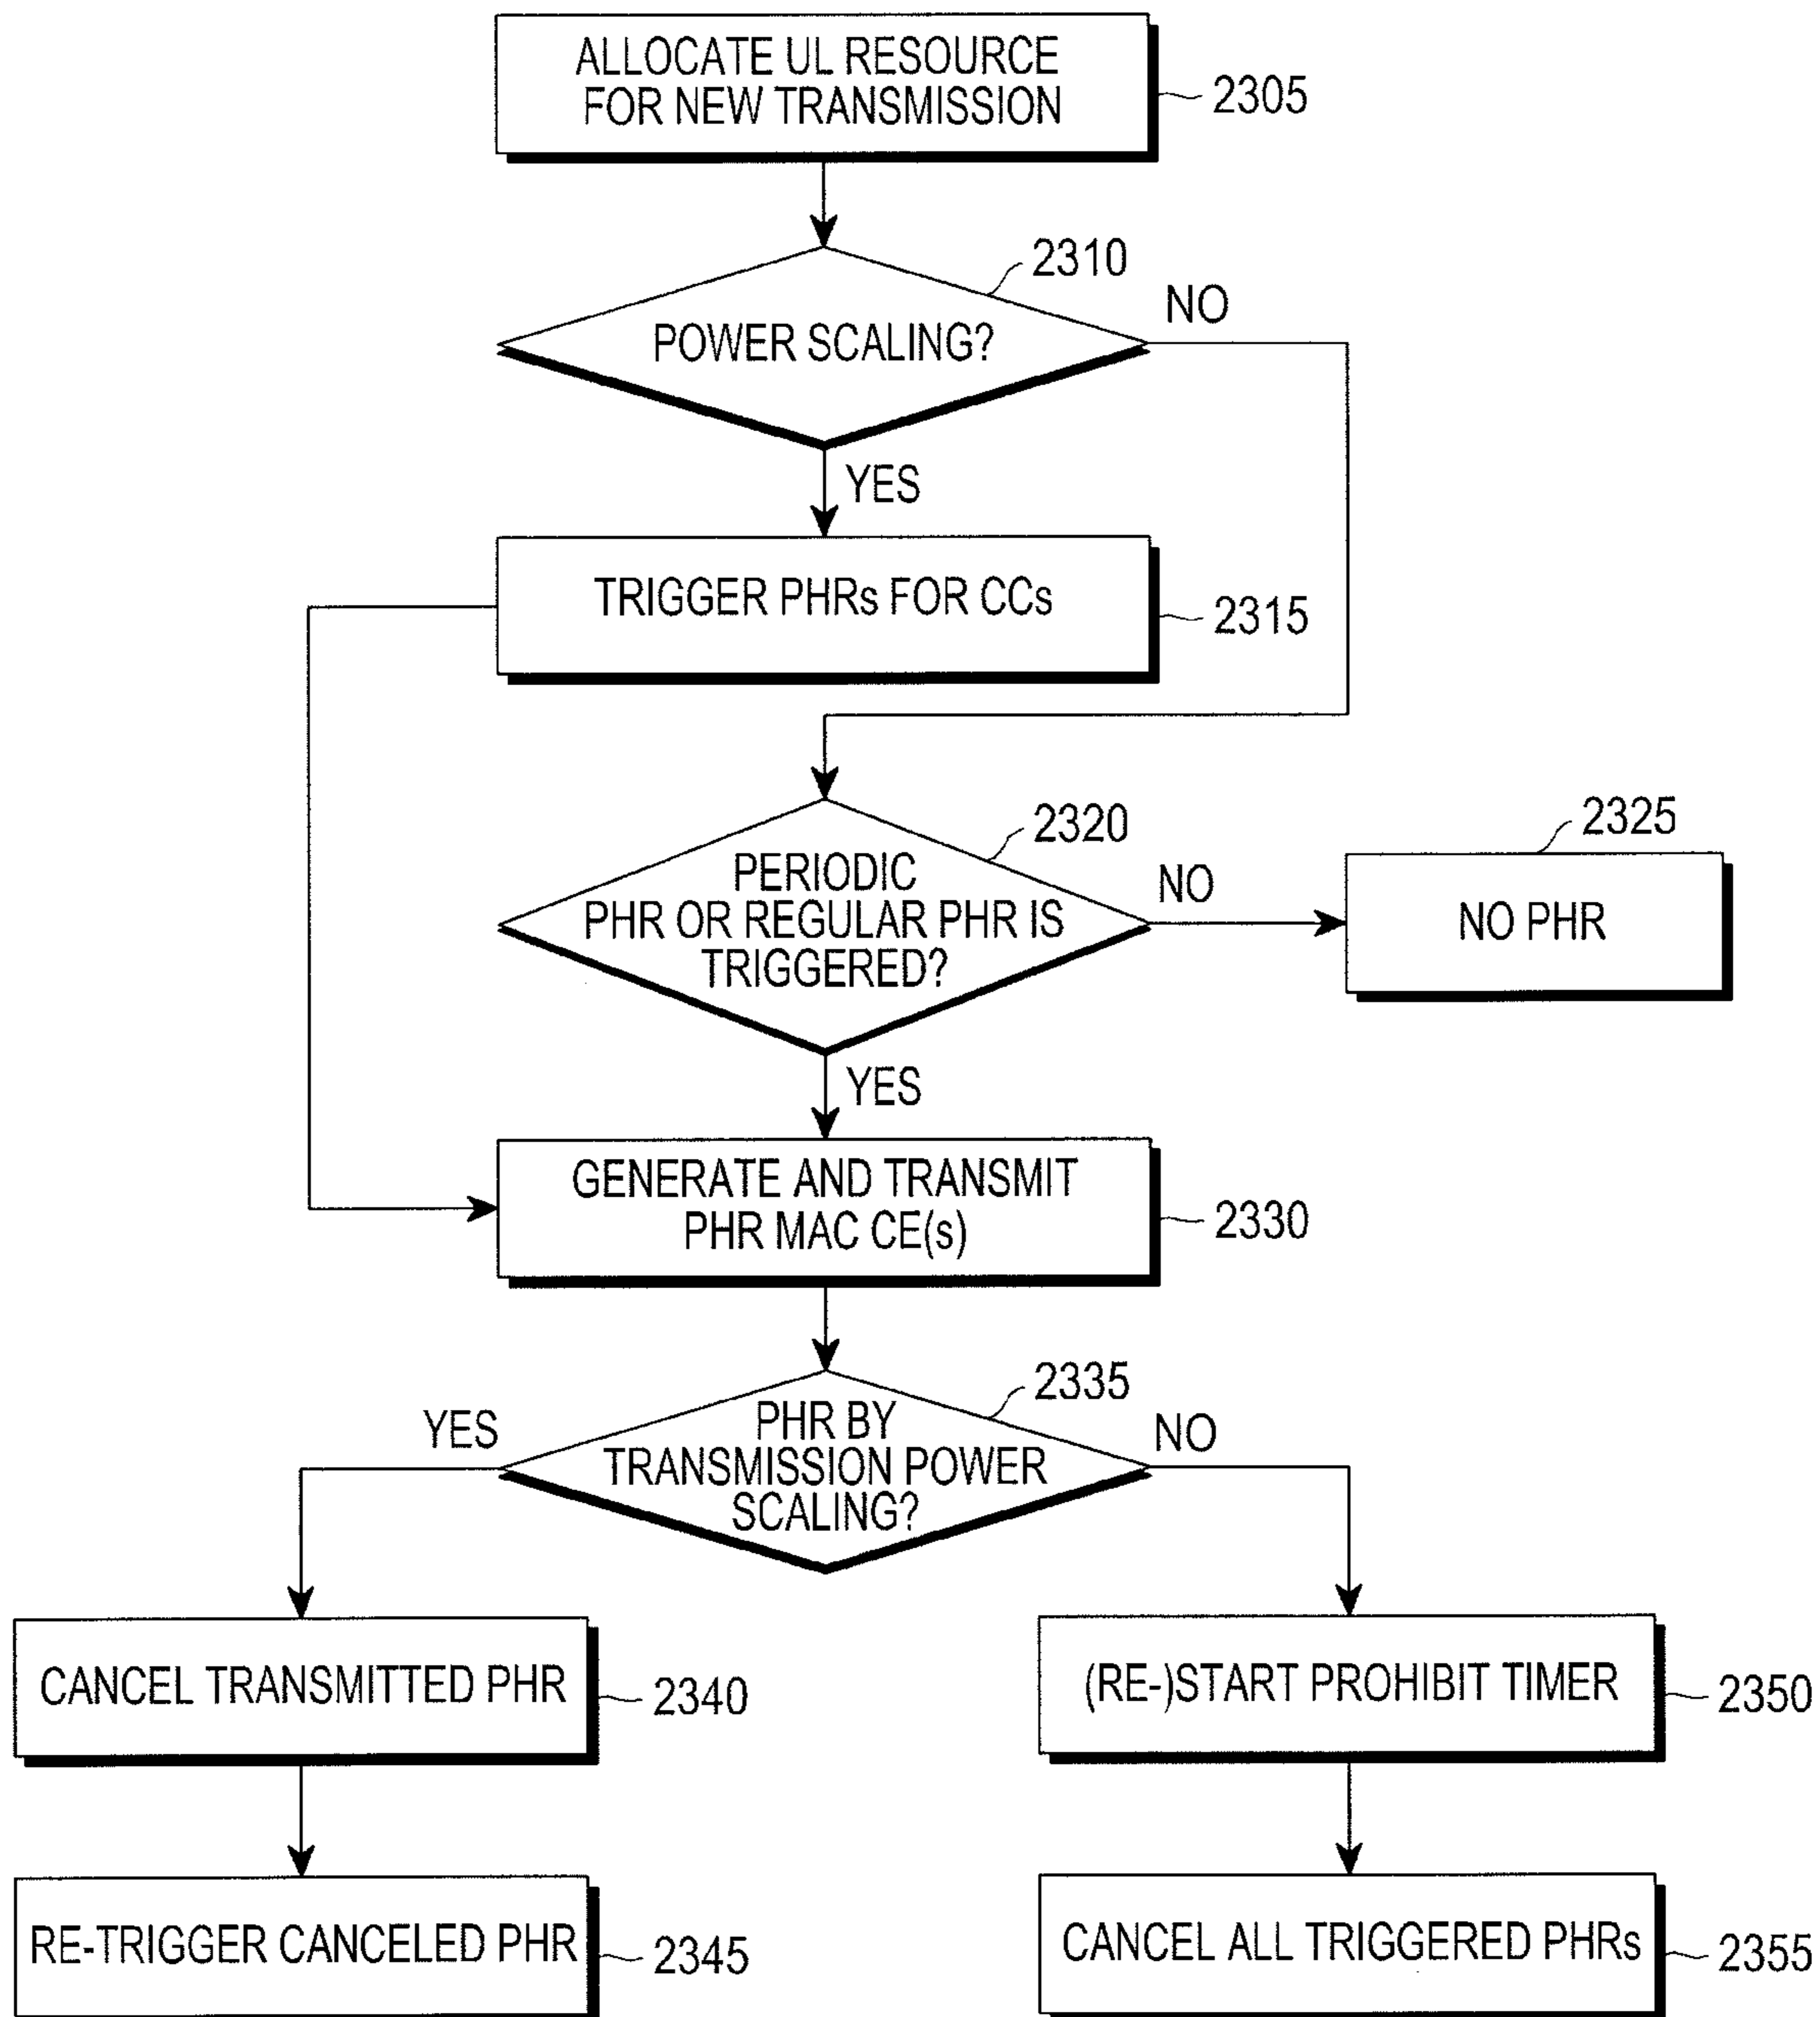 ALLOCATE UL RESOURCE
FOR NEW TRANSMISSION
2305
2310
POWER SCALING?
NO
YES
TRIGGER PHRs FOR CCs
2315
2320
PERIODIC
PHR OR REGULAR PHR IS
TRIGGERED?
NO
2325
NO PHR
YES
GENERATE AND TRANSMIT
PHR MAC CE(s)
2330
2335
PHR BY
TRANSMISSION POWER
SCALING?
YES
NO
CANCEL TRANSMITTED PHR
2340
(RE-)START PROHIBIT TIMER
2350
RE-TRIGGER CANCELED PHR
2345
CANCEL ALL TRIGGERED PHRs
2355